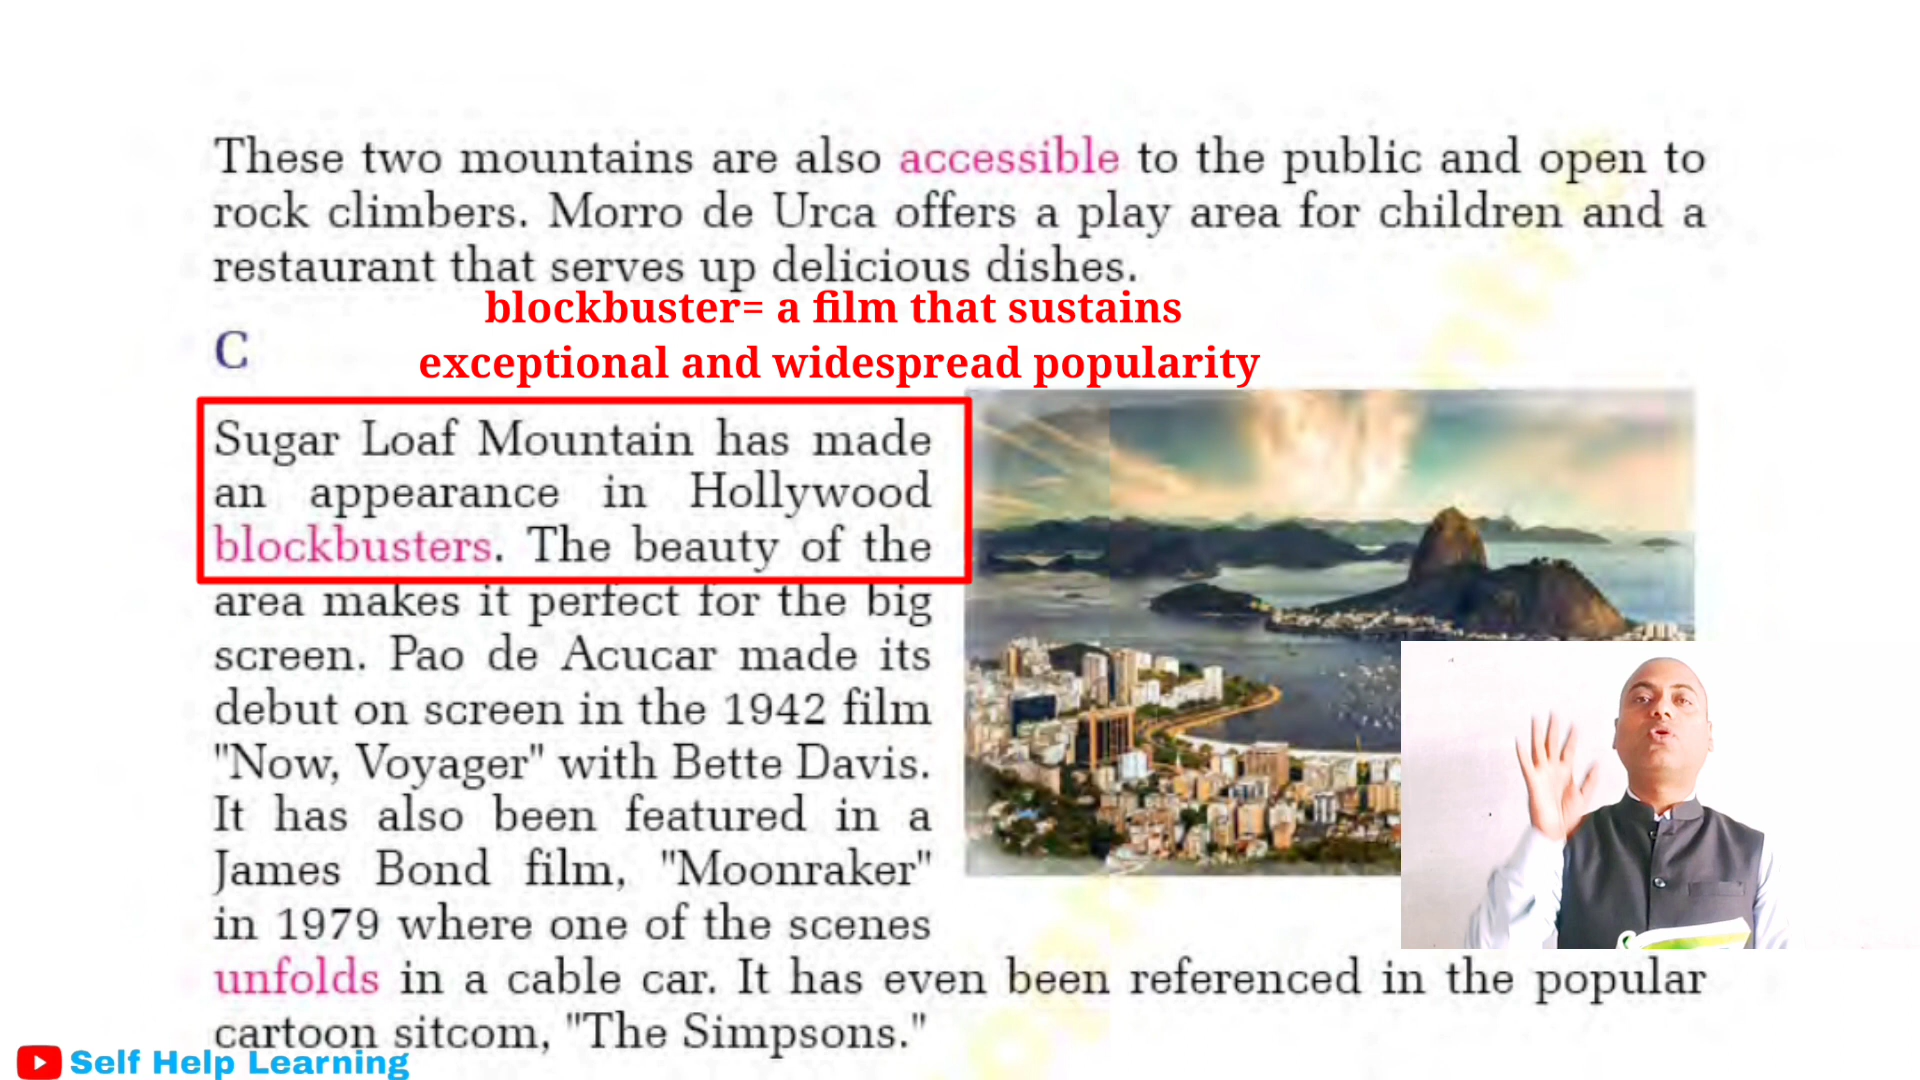 These two mountains are also accessible to the public and open to
rock climbers. Morro de Urca offers a play area for children and a
restaurant that serves up delicious dishes.
blockbuster= a film that sustains
exceptional and widespread popularity
C
Sugar Loaf Mountain has made
an appearance in Hollywood
blockbusters. The beauty of the
area makes it perfect for the big
screen. Pao de Acucar made its
debut on screen in the 1942 film
"Now, Voyager" with Bette Davis.
It has also been featured in a
James Bond film, "Moonraker"
in 1979 where one of the scenes
unfolds in a cable car. It has even been referenced in the popular
cartoon sitcom, "The Simpsons."
Self Help Learning